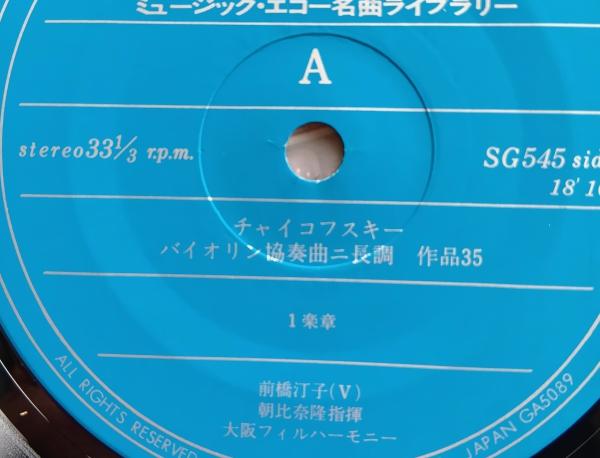 ミュージック・エコー名曲ライブラリー
A
stereo 33⅓ r.p.m.
SG545
18'
チャイコフスキー
バイオリン協奏曲ニ長調 作品35
1楽章
前橋汀子(V)
朝比奈隆指揮
大阪フィルハーモニー
ALL RIGHTS RESERVED
JAPAN GA5089